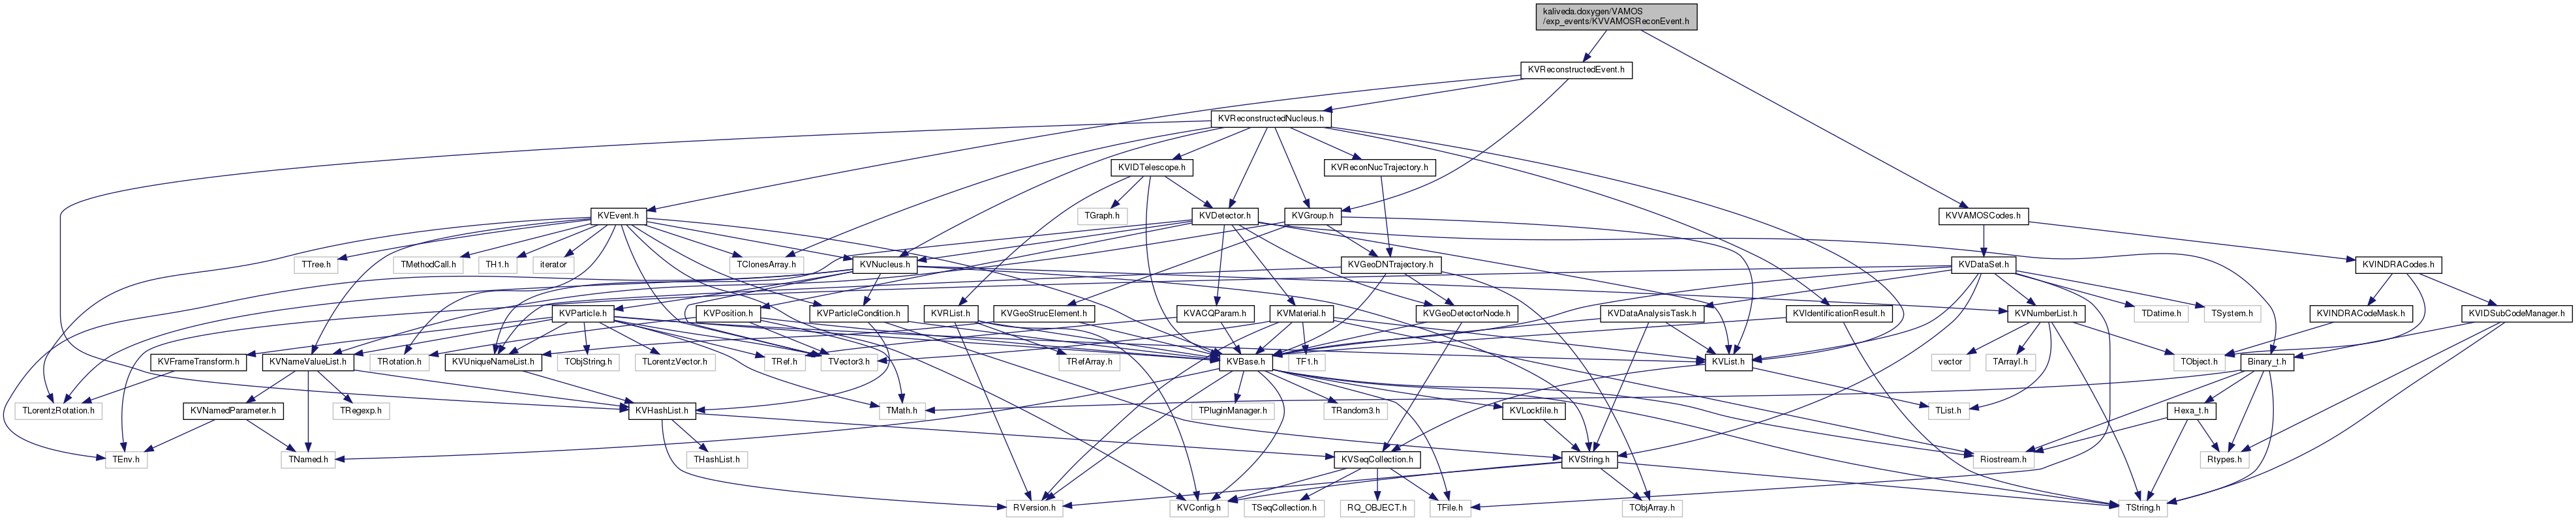 kaliveda.doxygen/VAMOS
/exp_events/KVVAMOSReconEvent.h
KVReconstructedEvent.h
KVReconstructedNucleus.h
KVIDTelescope.h
KVReconNucTrajectory.h
KVEvent.h
TGraph.h
KVDetector.h
KVGroup.h
KVVAMOSCodes.h
TTree.h
TMethodCall.h
TH1.h
iterator
TClonesArray.h
KVNucleus.h
KVGeoDNTrajectory.h
KVDataSet.h
KVINDRACodes.h
KVParticle.h
KVPosition.h
KVParticleCondition.h
KVRList.h
KVGeoStrucElement.h
KVACQParam.h
KVMaterial.h
KVGeoDetectorNode.h
KVDataAnalysisTask.h
KVIdentificationResult.h
KVNumberList.h
TDatime.h
TSystem.h
KVINDRACodeMask.h
KVIDSubCodeManager.h
KVFrameTransform.h
KVNameValueList.h
TRotation.h
KVUniqueNameList.h
TObjString.h
TLorentzVector.h
TRef.h
TVector3.h
TRefArray.h
KVBase.h
TF1.h
KVList.h
vector
TArrayI.h
TObject.h
Binary_t.h
TLorentzRotation.h
KVNamedParameter.h
TRegexp.h
KVHashList.h
TMath.h
TPluginManager.h
TRandom3.h
KVLockfile.h
TList.h
Hexa_t.h
TEnv.h
TNamed.h
THashList.h
KVSeqCollection.h
KVString.h
Riostream.h
Rtypes.h
RVersion.h
KVConfig.h
TSeqCollection.h
RQ_OBJECT.h
TFile.h
TObjArray.h
TString.h